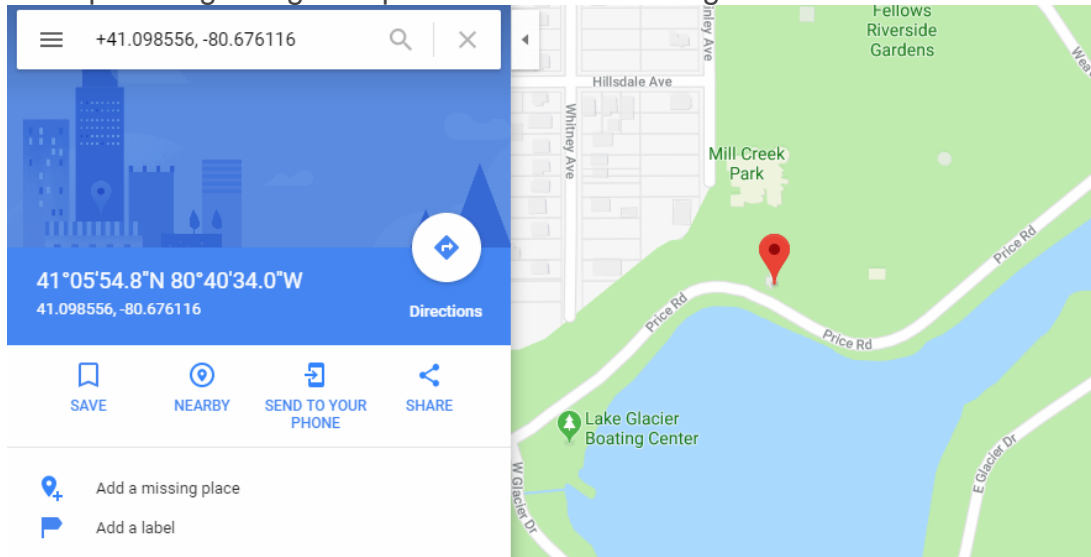 +41.098556, -80.676116
41°05'54.8"N 80°40'34.0"W
41.098556, -80.676116
Directions
SAVE
NEARBY
SEND TO YOUR
PHONE
SHARE
Add a missing place
Add a label
Fellows
Riverside
Gardens
Hillsdale Ave
Whitney Ave
Mill Creek
Park
Price Rd
Price Rd
Price Rd
Lake Glacier
Boating Center
W Glacier Dr
E Glacier Dr